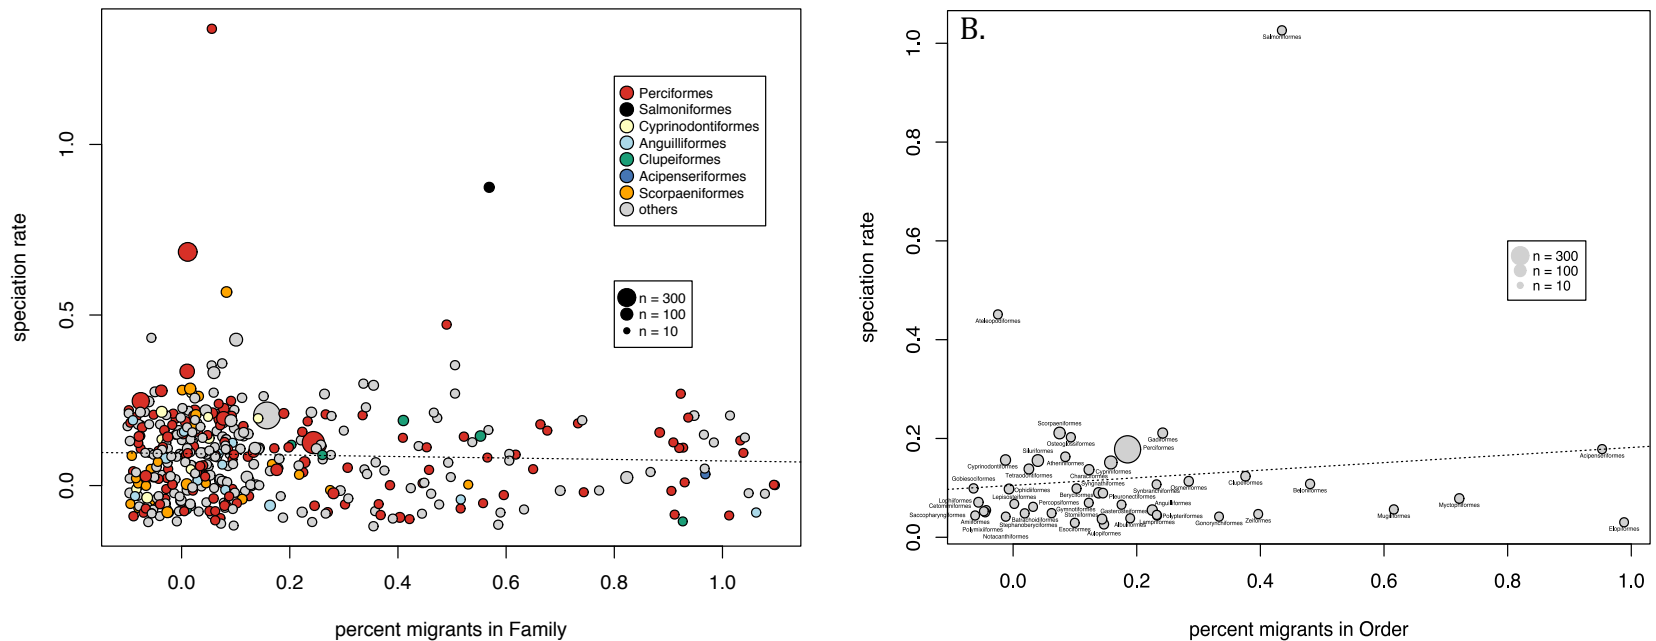 1.0
0.5
0.0
speciation rate
Perciformes
Salmoniformes
Cyprinodontiformes
Anguilliformes
Clupeiformes
Acipenseriformes
Scorpaeniformes
others
n = 300
n = 100
n = 10
0.0 0.2 0.4 0.6 0.8 1.0
percent migrants in Family
B.
1.0
0.8
0.6
0.4
0.2
0.0
speciation rate
Salmoniformes
n = 300
n = 100
n = 10
Ateleopodiformes
Scorpaeniformes
Osteoglossiformes
Gadiformes
Perciformes
Siluriformes
Atheriniformes
Cyprinodontiformes
Tetraodontiformes
Characiformes
Cypriniformes
Acipenseriformes
Gobiesociformes
Ophidiiformes
Syngnathiformes
Synbranchiformes
Osmeriformes
Clupeiformes
Beloniformes
Lepisosteiformes
Beryciformes
Pleuronectiformes
Lophiiformes
Cetomimiformes
Percopsiformes
Anguilliformes
Myctophiformes
Saccopharyngiformes
Gymnotiformes
Gasterosteiformes
Batrachoidiformes
Stomiiformes
Polypteriformes
Mugiliformes
Amiiformes
Stephanoberyciformes
Albuliformes
Lampriformes
Gonorynchiformes
Zeiformes
Polymixiiformes
Esociformes
Aulopiformes
Elopiformes
Notacanthiformes
0.0 0.2 0.4 0.6 0.8 1.0
percent migrants in Order